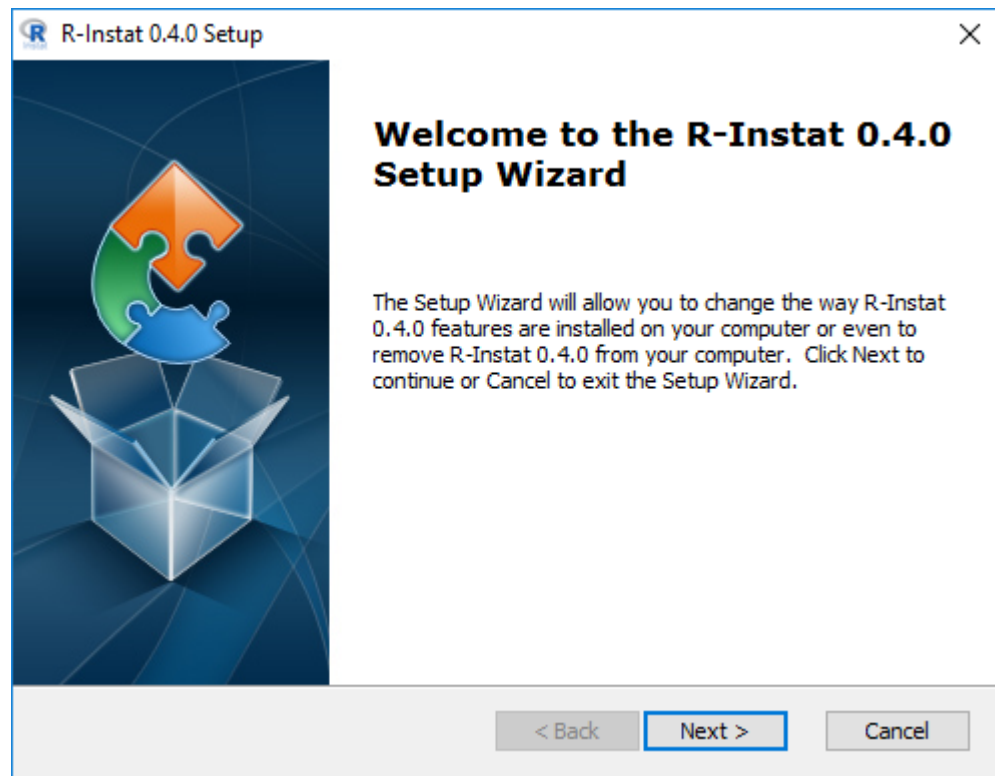 R-Instat 0.4.0 Setup
Welcome to the R-Instat 0.4.0
Setup Wizard
The Setup Wizard will allow you to change the way R-Instat
0.4.0 features are installed on your computer or even to
remove R-Instat 0.4.0 from your computer.  Click Next to
continue or Cancel to exit the Setup Wizard.
< Back
Next >
Cancel